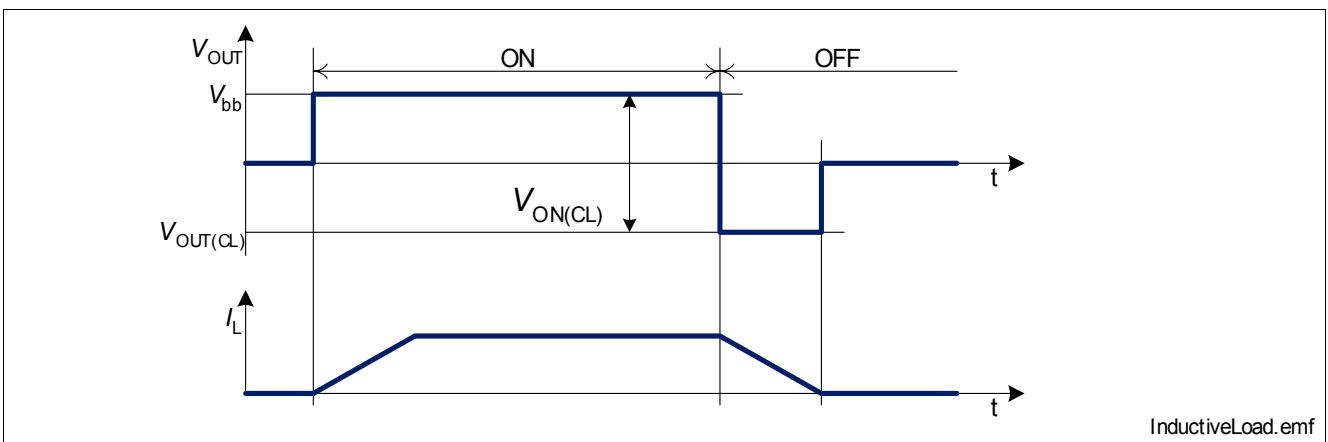 VOUT
ON
OFF
Vbb
VON(CL)
t
VOUT(CL)
IL
t
InductiveLoad.emf